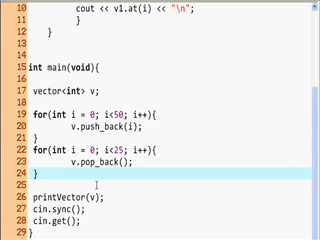 10 cout << v1.at(i) << "\n";
11 }
12 }
13
14
15 int main(void){
16
17 vector<int> v;
18
19 for(int i = 0; i<50; i++){
20 v.push_back(i);
21 }
22 for(int i = 0; i<25; i++){
23 v.pop_back();
24 }
25
26 printVector(v);
27 cin.sync();
28 cin.get();
29 }